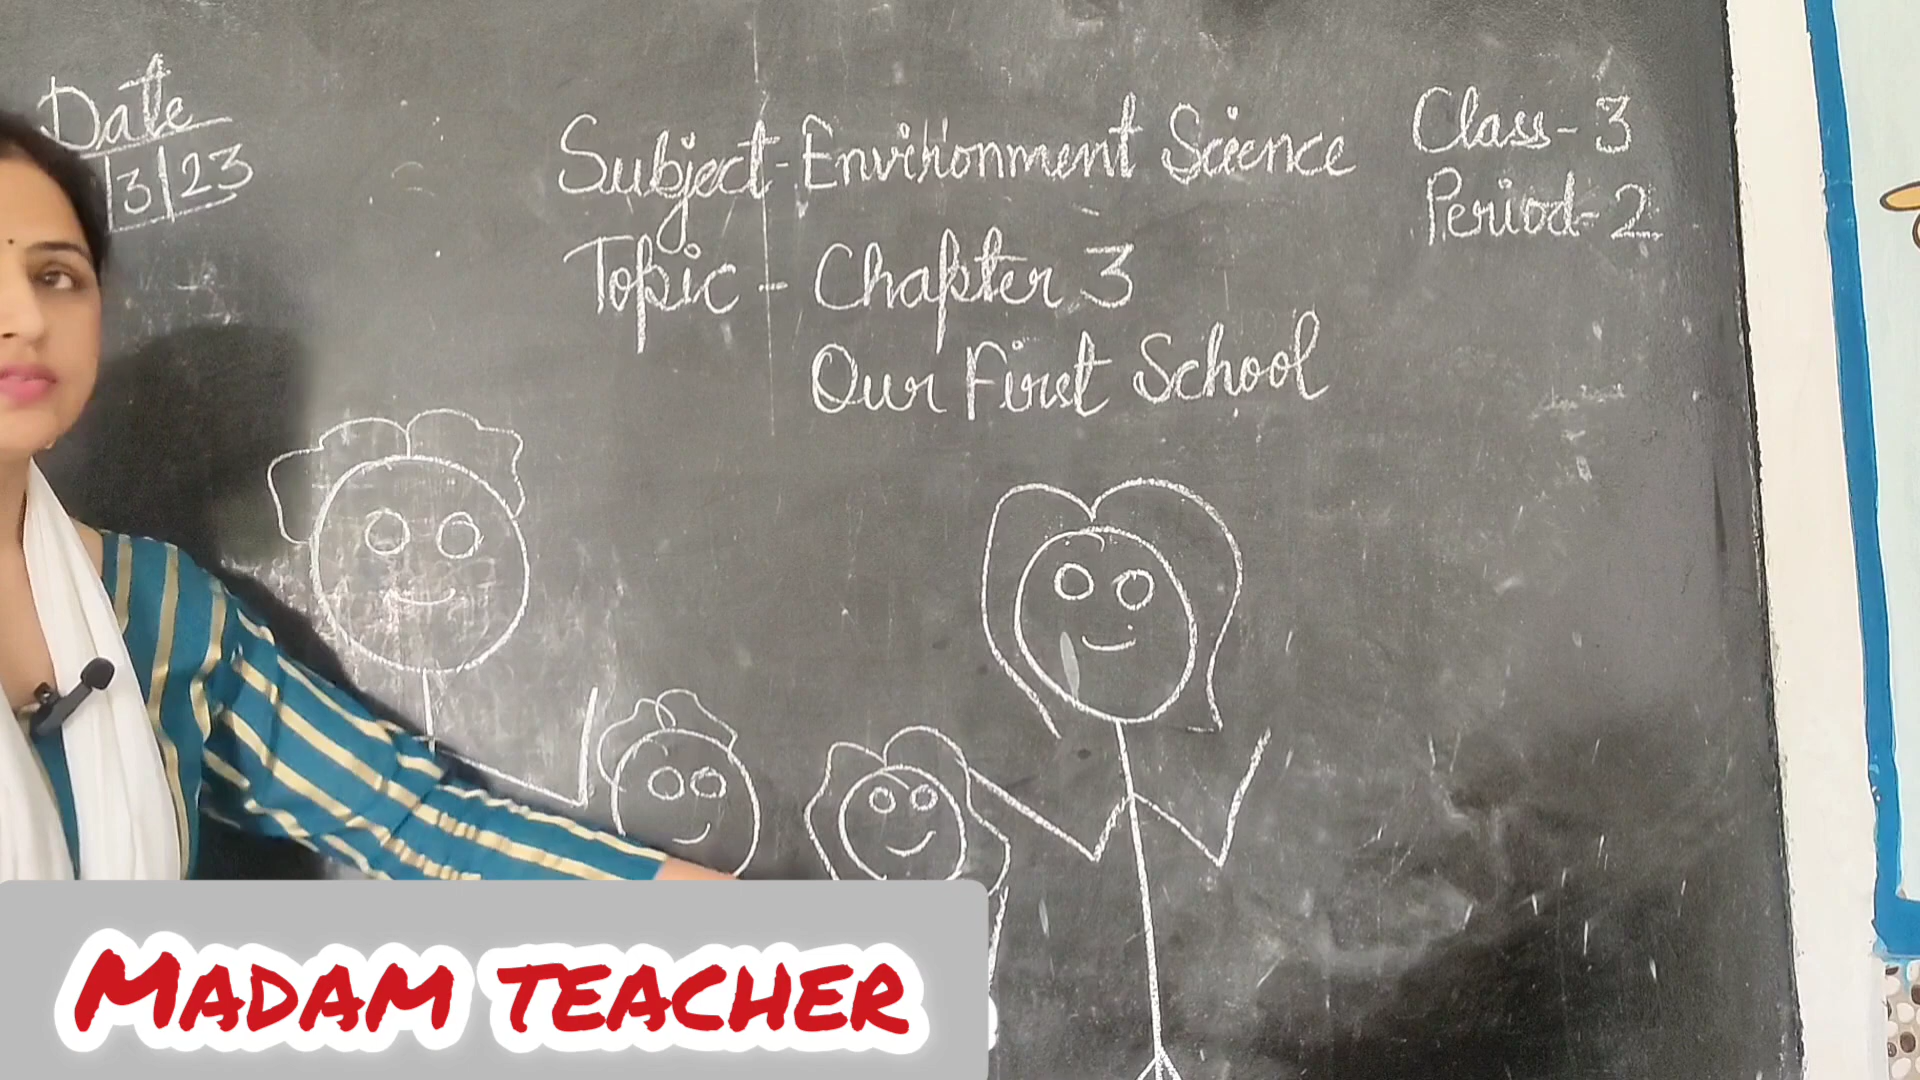 Date
3/23
Subject-Environment Science
Topic - Chapter 3
Our First School
Class-3
Period-2
MADAM TEACHER